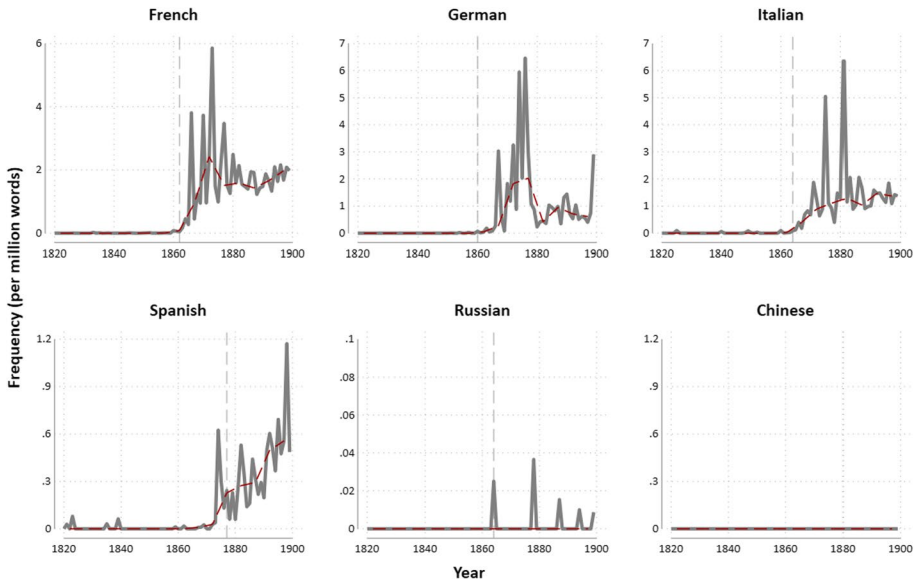 French German Italian
6 7 7
6 6
5 5
4 4 4
3 3
2 2 2
1 1
0 0 0
1820 1840 1860 1880 1900 1820 1840 1860 1880 1900 1820 1840 1860 1880 1900
Frequency (per million words)
Spanish Russian Chinese
1.2 .1 1.2
.08
.9 .9
.06
.6 .6
.04
.3 .3
.02
0 0 0
1820 1840 1860 1880 1900 1820 1840 1860 1880 1900 1820 1840 1860 1880 1900
Year